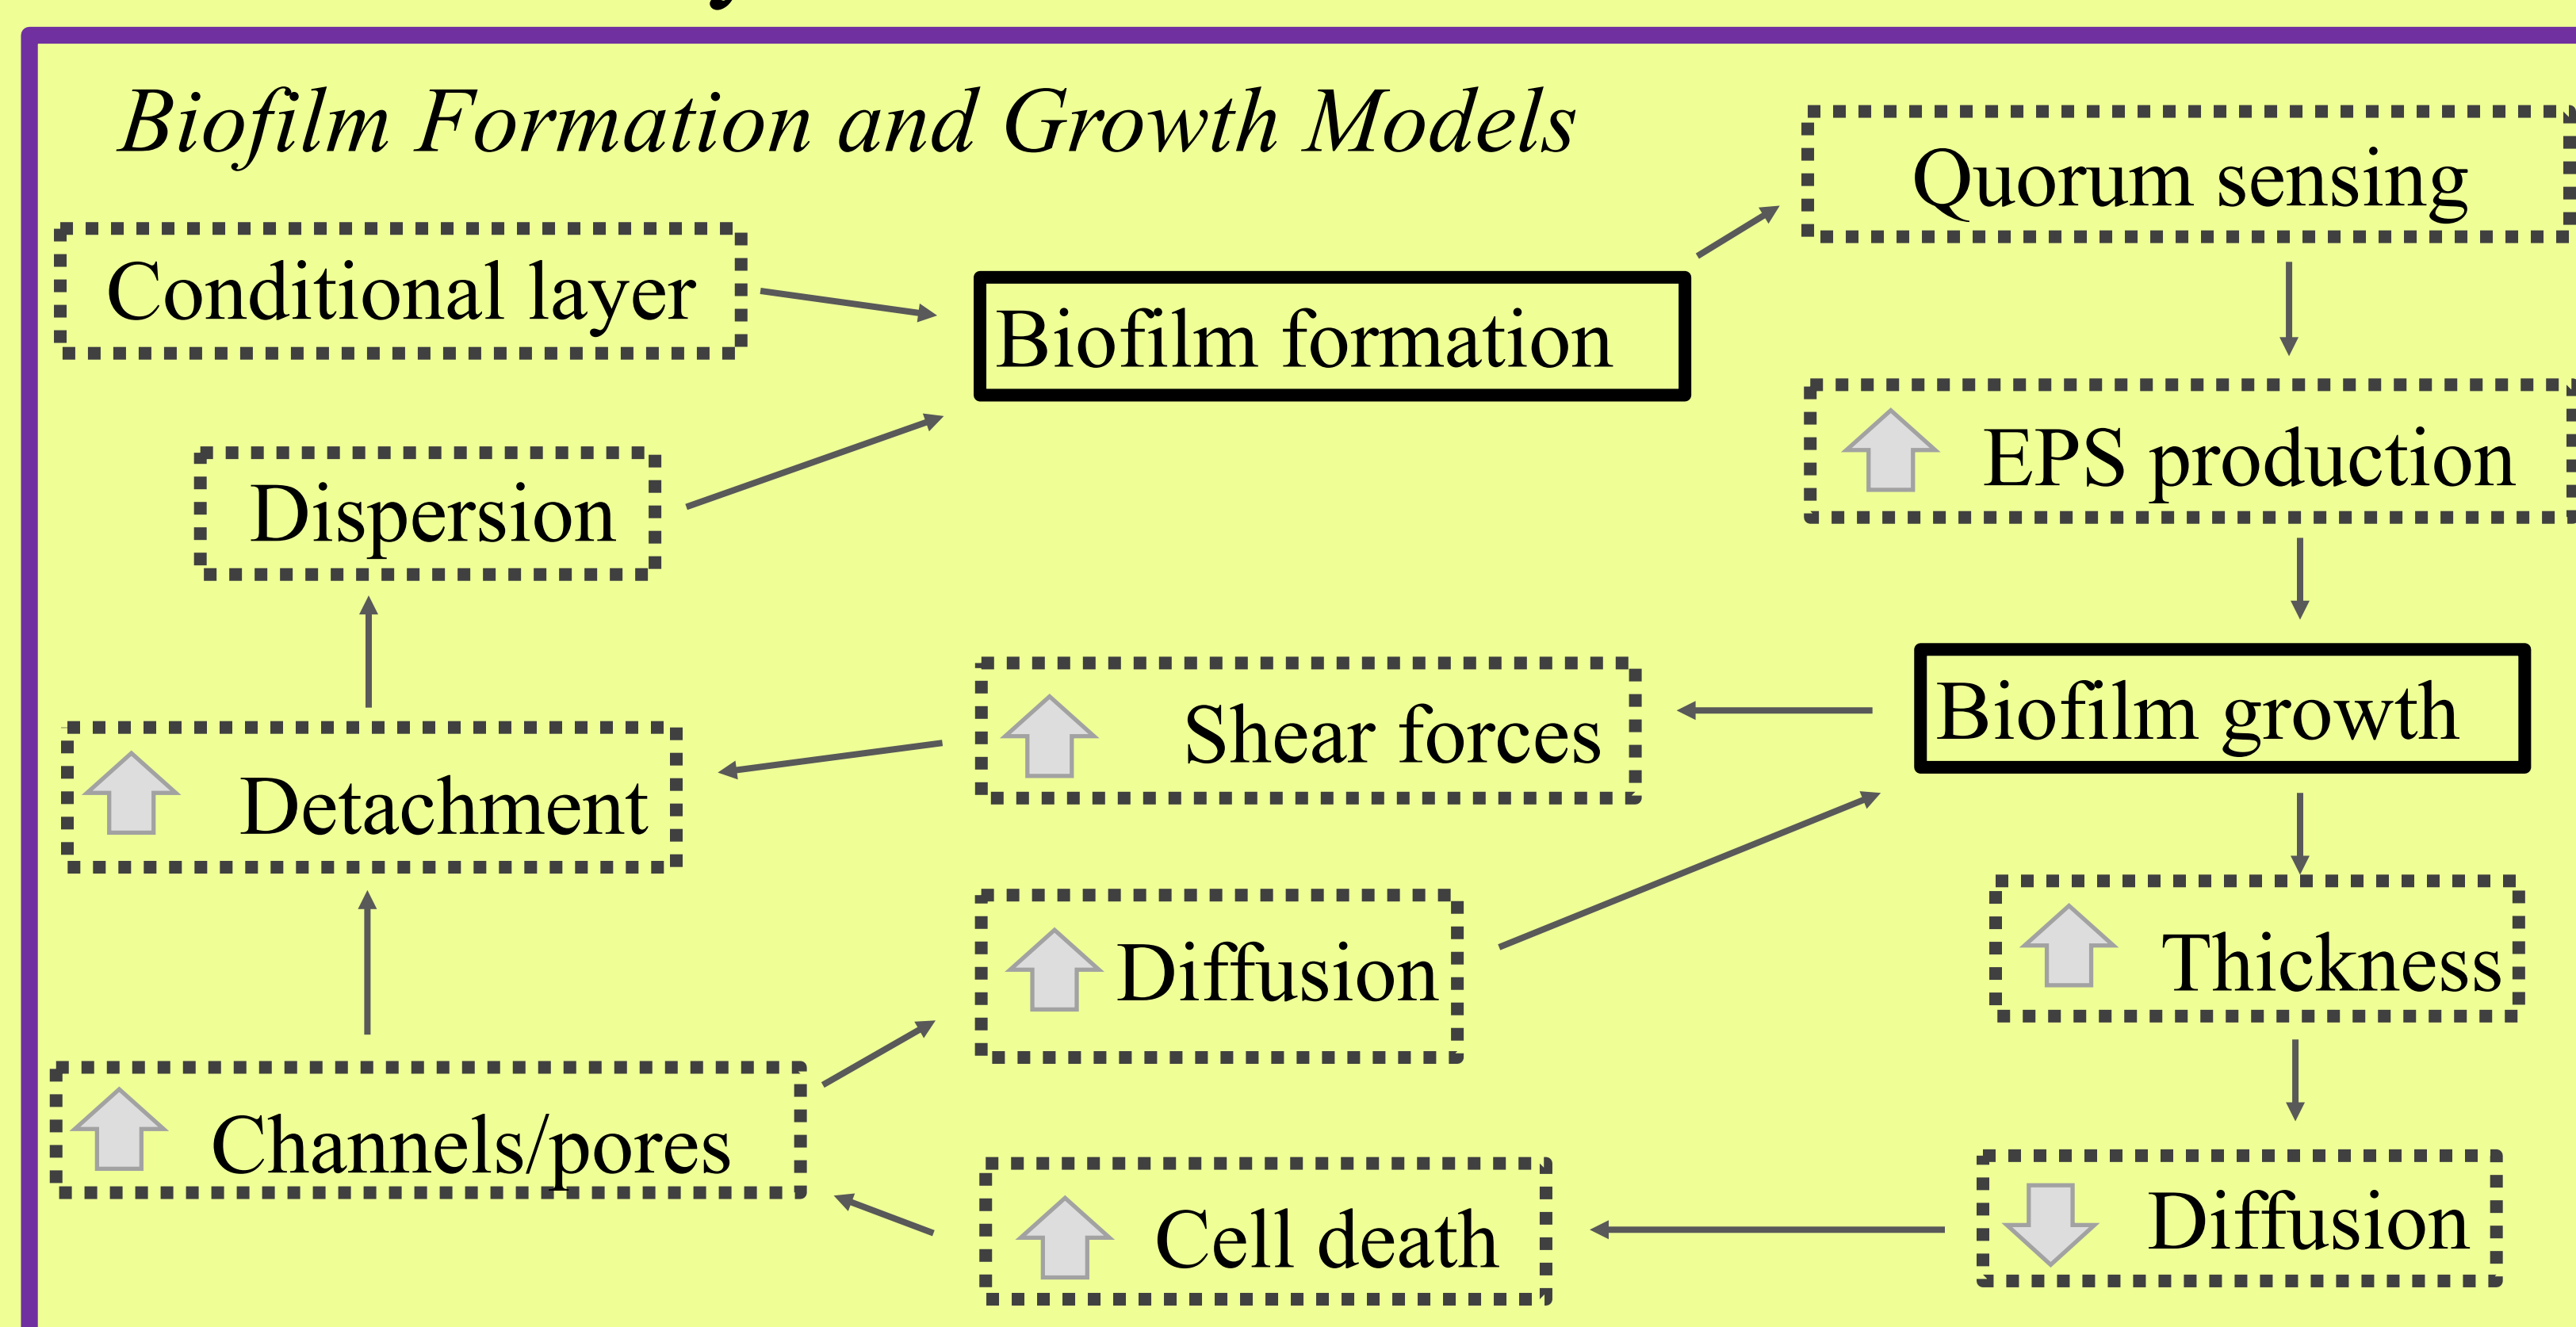 Biofilm Formation and Growth Models
Quorum sensing
Conditional layer
Biofilm formation
EPS production
Dispersion
Shear forces
Biofilm growth
Detachment
Diffusion
Thickness
Channels/pores
Cell death
Diffusion